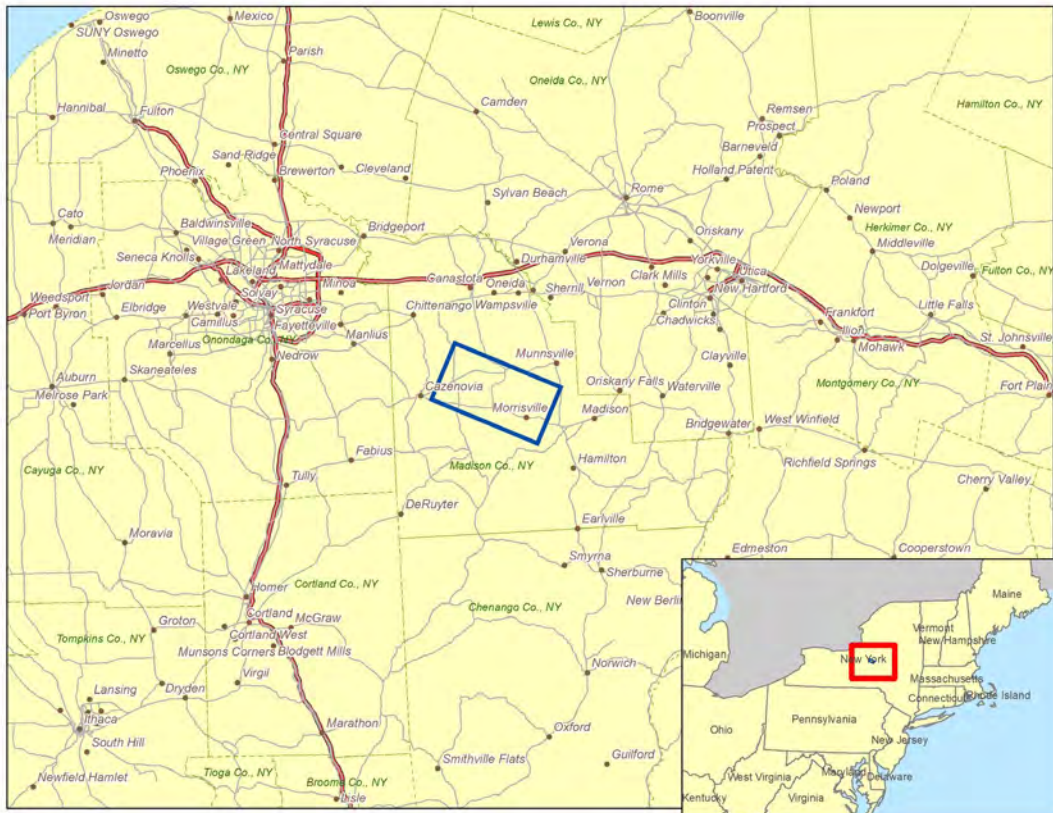 Oswego
SUNY Oswego
Mexico
Lewis Co., NY
Boonville
Minetto
Parish
Oswego Co., NY
Oneida Co., NY
Hannibal
Fulton
Camden
Remsen
Hamilton Co., NY
Prospect
Central Square
Barneveld
Sand-Ridge
Cleveland
Holland Patent
Phoenix
Brewerton
Sylvan Beach
Rome
Poland
Cato
Newport
Meridian
Baldwinsville
Bridgeport
Oriskany
Herkimer Co., NY
Village Green
North Syracuse
Verona
Middleville
Seneca Knolls
Mattydale
Durhamville
Yorkville
Dolgeville
Lakeland
Canastota
Clark Mills
Utica
Fulton Co., NY
Jordan
Solvay
Minoa
Oneida
Sherrill
Vernon
New Hartford
Weedsport
Chittenango
Wampsville
Clinton
Little Falls
Port Byron
Elbridge
Westvale
Syracuse
Frankfort
Camillus
Fayetteville
Chadwicks
Ilion
St. Johnsville
Onondaga Co., NY
Manlius
Mohawk
Marcellus
Nedrow
Munnsville
Clayville
Auburn
Skaneateles
Cazenovia
Oriskany Falls
Waterville
Montgomery Co., NY
Fort Plain
Melrose Park
Morrisville
Madison
Bridgewater
West Winfield
Fabius
Madison Co., NY
Hamilton
Richfield Springs
Cayuga Co., NY
Tully
Cherry Valley
DeRuyter
Moravia
Earlville
Edmeston
Cooperstown
Smyrna
Sherburne
Homer
Cortland Co., NY
Chenango Co., NY
New Berlin
Cortland
McGraw
Groton
Tompkins Co., NY
Cortland West
Munsons Corners
Blodgett Mills
Norwich
Lansing
Dryden
Virgil
Ithaca
Marathon
Oxford
South Hill
Smithville Flats
Guilford
Newfield Hamlet
Tioga Co., NY
Broome Co., NY
Lisle
Maine
Vermont
New Hampshire
Michigan
New York
Massachusetts
Connecticut
Rhode Island
Pennsylvania
Ohio
New Jersey
West Virginia
Maryland
Delaware
Kentucky
Virginia